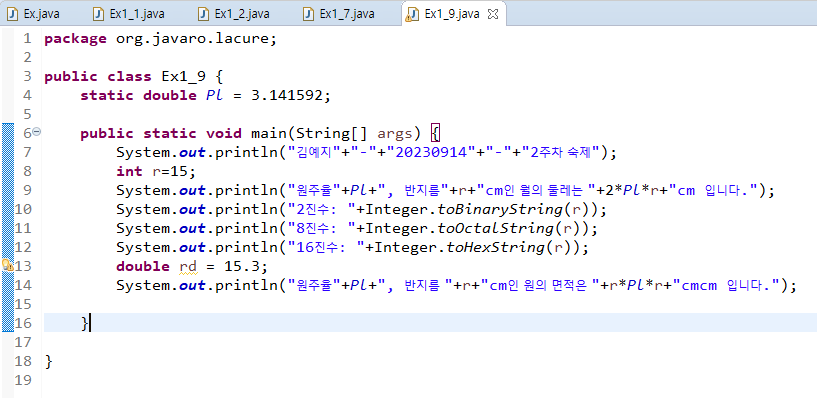 Ex.java Ex1_1.java Ex1_2.java Ex1_7.java Ex1_9.java
1 package org.javaro.lacure;
2
3 public class Ex1_9 {
4 static double Pl = 3.141592;
5
6 public static void main(String[] args) {
7 System.out.println("김예지"+"-"+"20230914"+"-"+"2주차 숙제");
8 int r=15;
9 System.out.println("원주율"+Pl+", 반지름"+r+"cm인 월의 둘레는 "+2*Pl*r+"cm 입니다.");
10 System.out.println("2진수: "+Integer.toBinaryString(r));
11 System.out.println("8진수: "+Integer.toOctalString(r));
12 System.out.println("16진수: "+Integer.toHexString(r));
13 double rd = 15.3;
14 System.out.println("원주율"+Pl+", 반지름 "+r+"cm인 원의 면적은 "+r*Pl*r+"cmcm 입니다.");
15
16 }
17
18 }
19